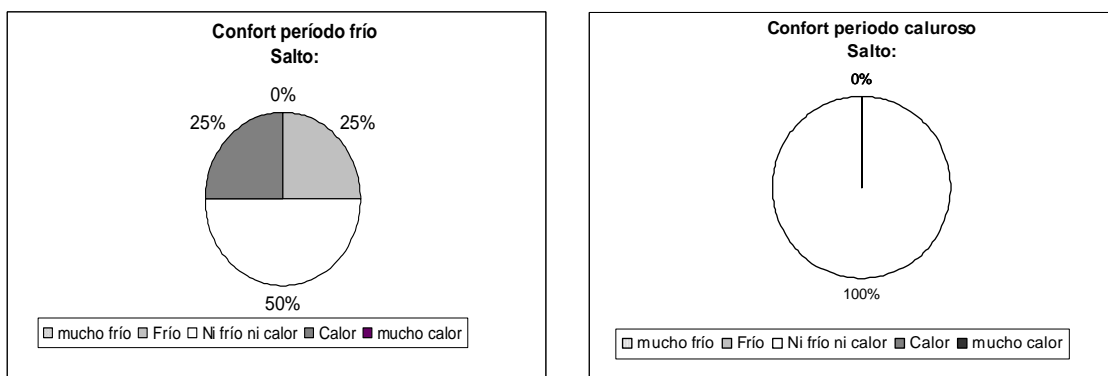 Confort período frío
Salto:
0%
25%
25%
50%
mucho frío Frío Ni frío ni calor Calor mucho calor
Confort periodo caluroso
Salto:
0%
100%
mucho frío Frío Ni frío ni calor Calor mucho calor